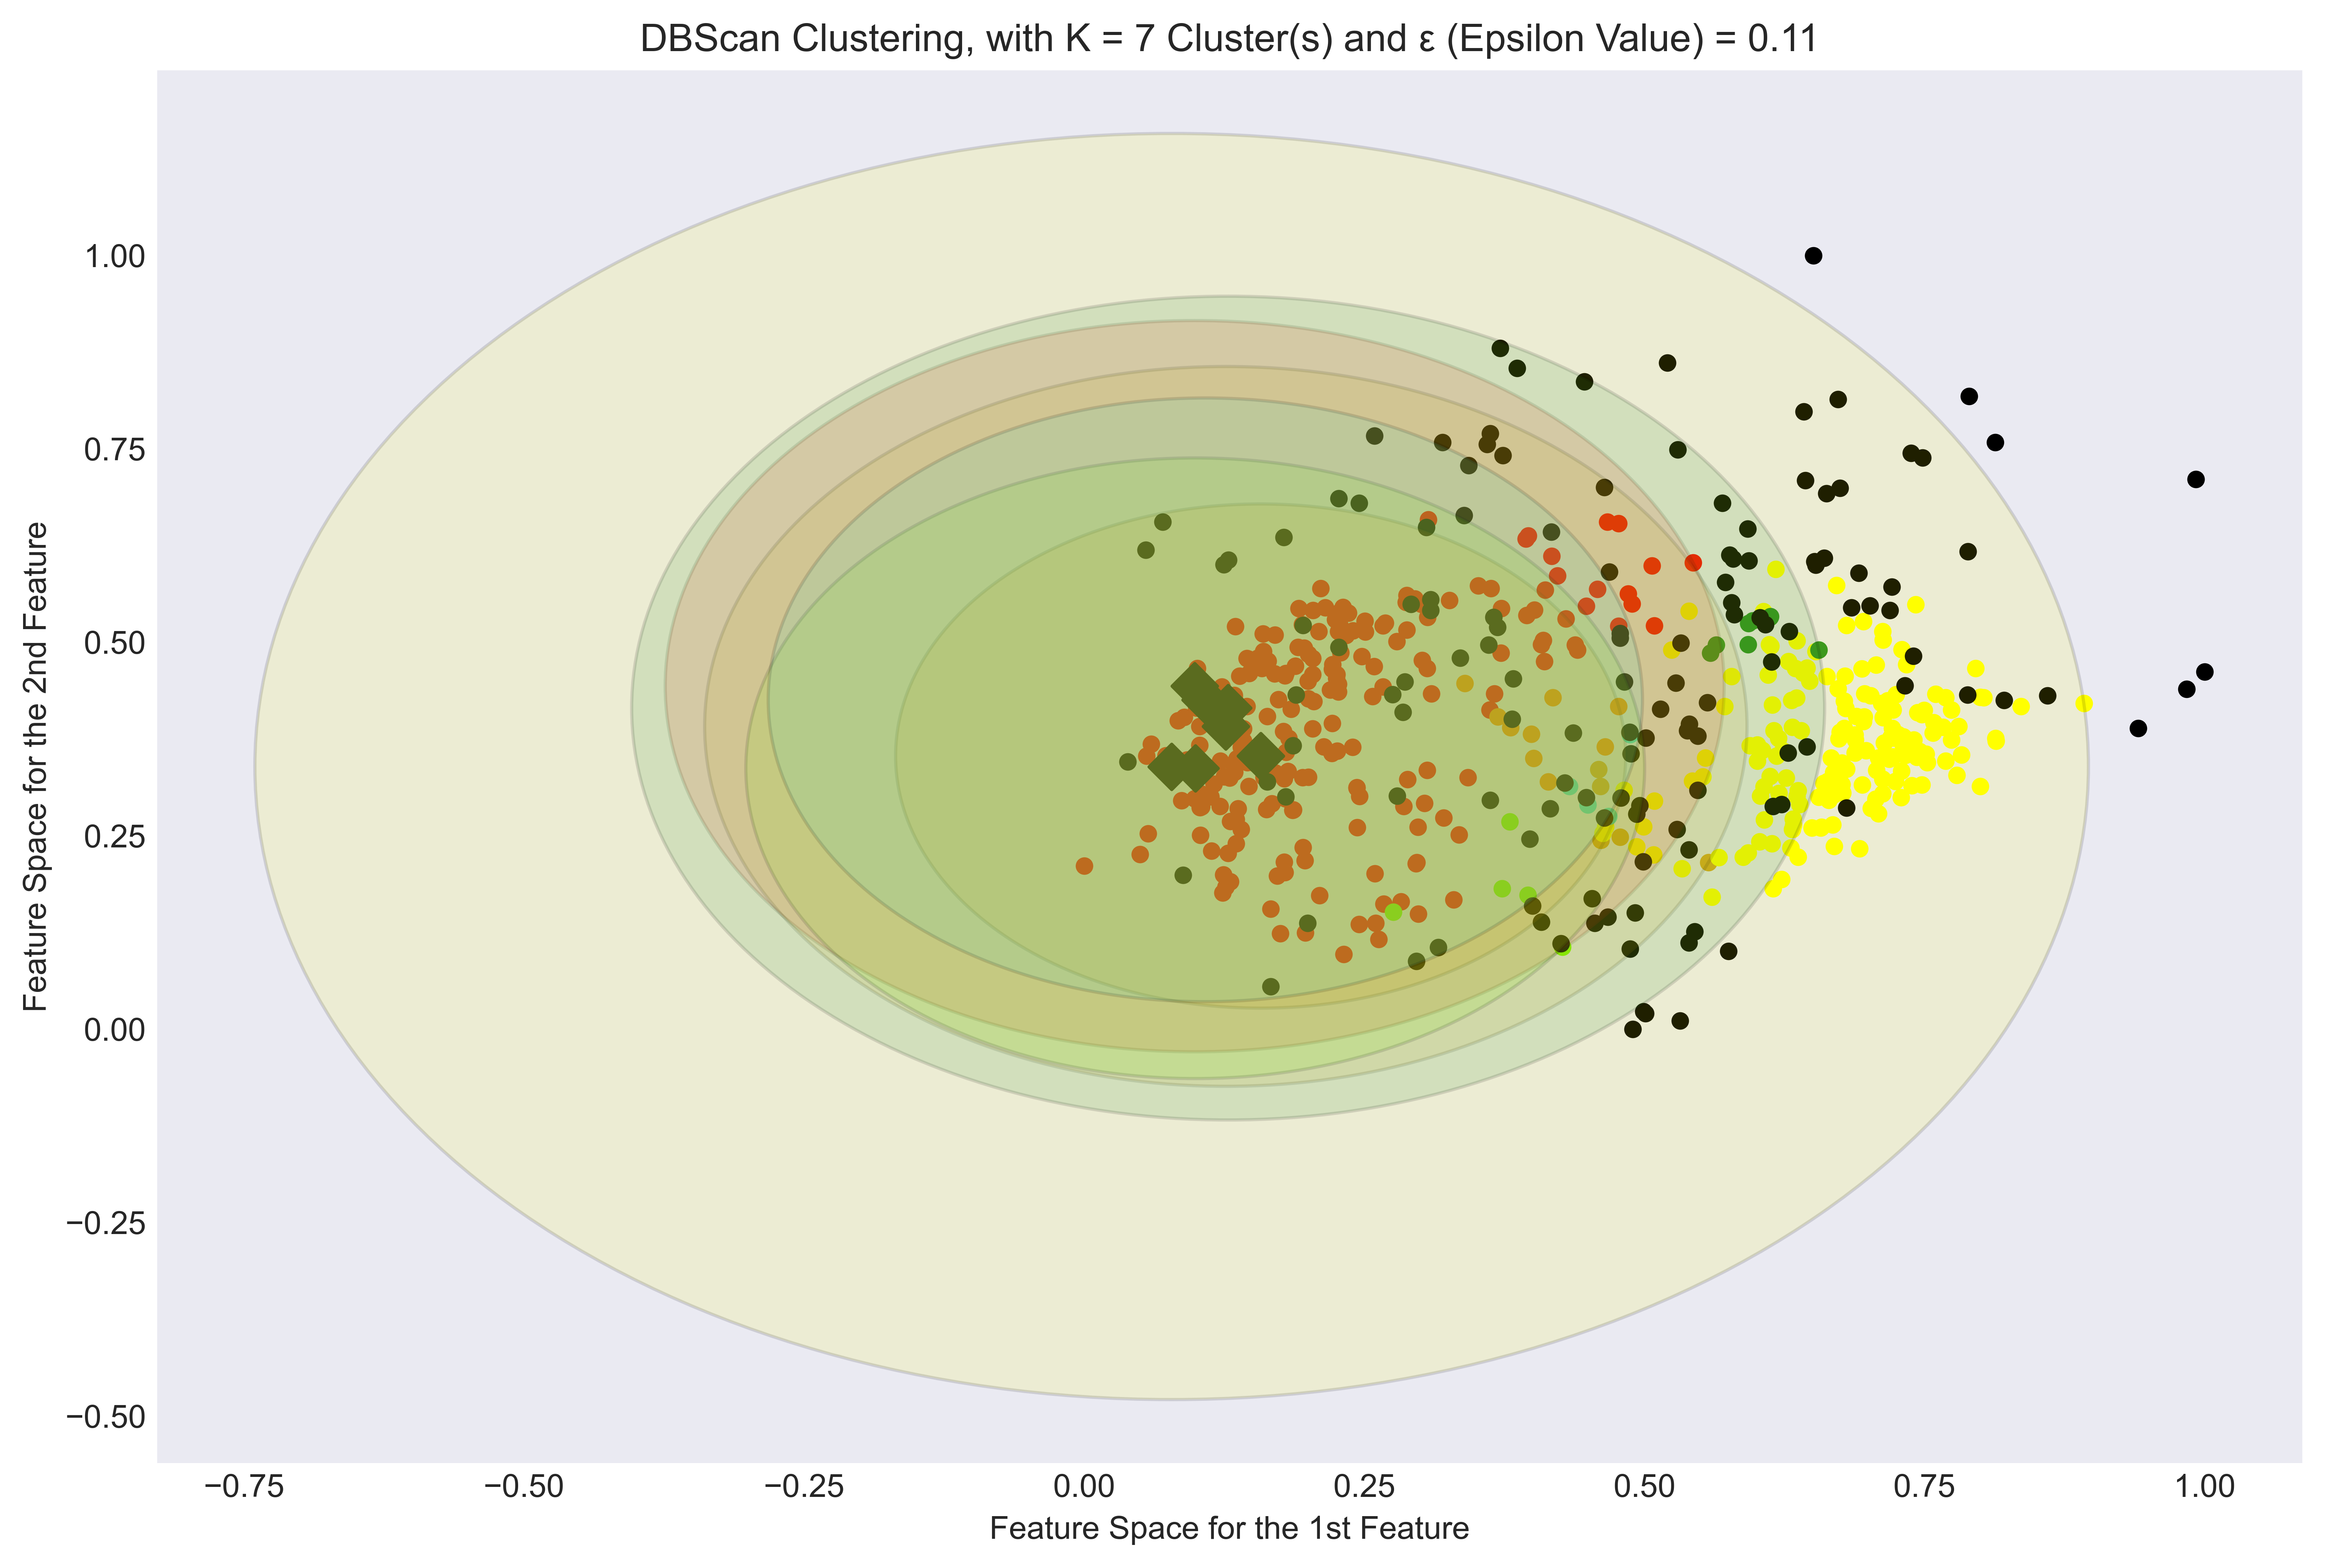 DBScan Clustering, with K = 7 Cluster(s) and ε (Epsilon Value) = 0.11
Feature Space for the 2nd Feature
1.00
0.75
0.50
0.25
0.00
−0.25
−0.50
−0.75 −0.50 −0.25 0.00 0.25 0.50 0.75 1.00
Feature Space for the 1st Feature